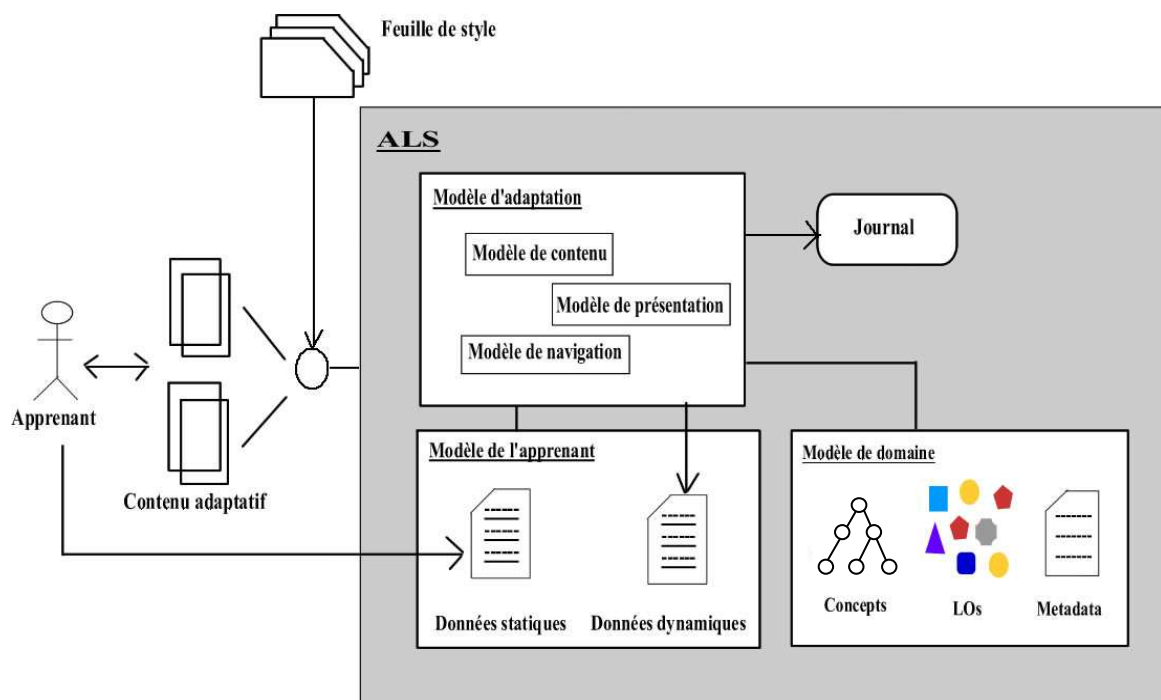 Feuille de style
ALS
Modèle d'adaptation
Modèle de contenu
Modèle de présentation
Modèle de navigation
Journal
Apprenant
Contenu adaptatif
Modèle de l'apprenant
Données statiques
Données dynamiques
Modèle de domaine
Concepts
LOs
Metadata